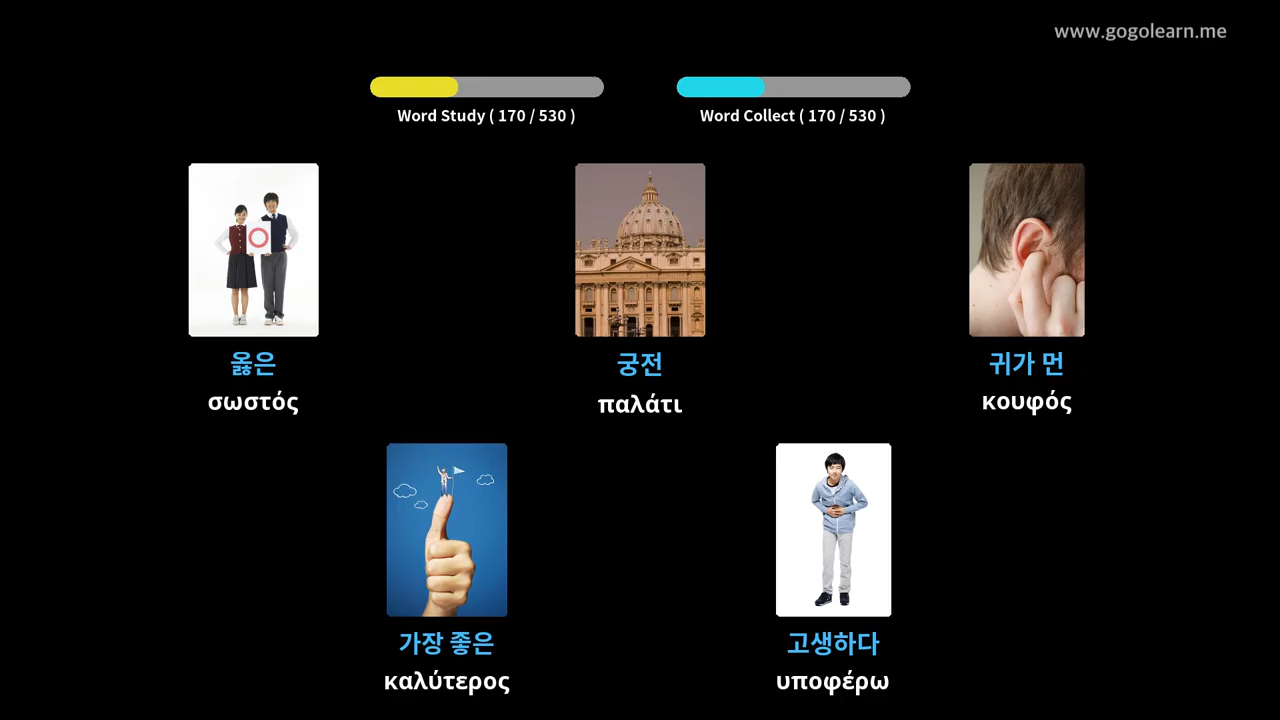 www.gogolearn.me
Word Study ( 170 / 530 )
Word Collect ( 170 / 530 )
옳은
σωστός
궁전
παλάτι
귀가 먼
κουφός
가장 좋은
καλύτερος
고생하다
υποφέρω